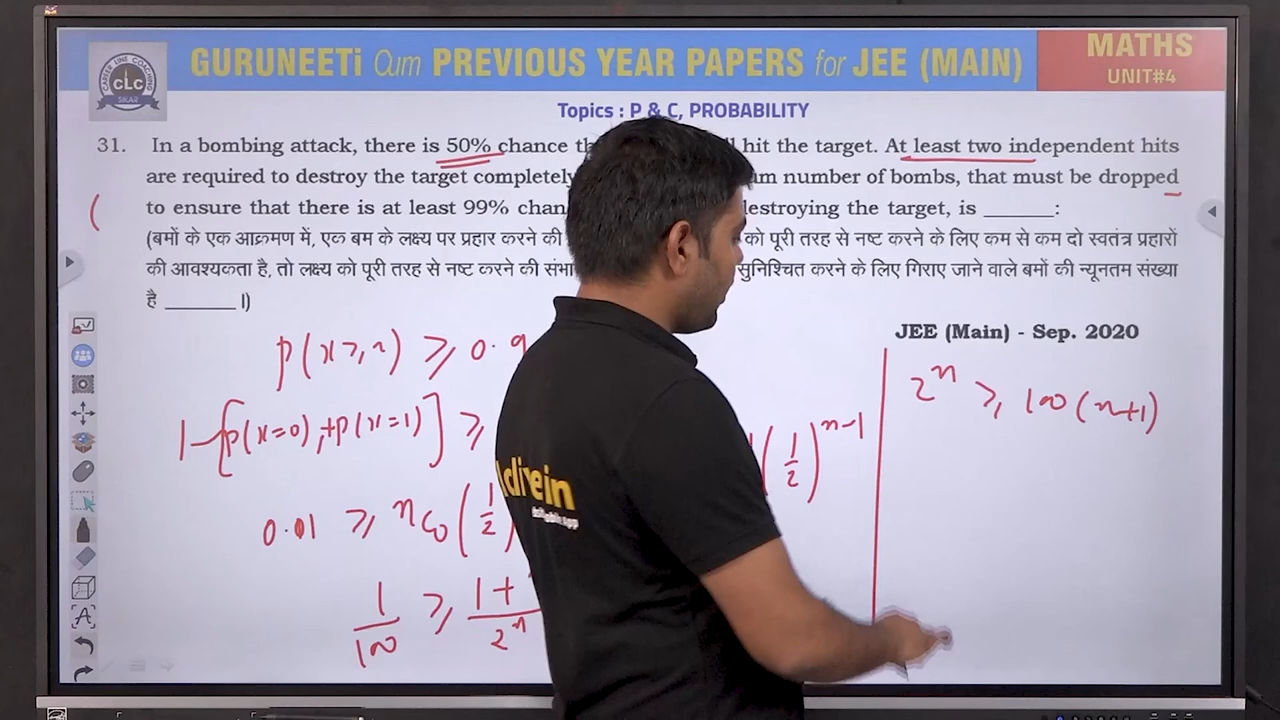 GURUNEETi Cum PREVIOUS YEAR PAPERS for JEE (MAIN)
MATHS
UNIT#4
CAREER LINE COACHING
CLC
SIKAR
Topics : P & C, PROBABILITY
31. In a bombing attack, there is 50% chance hit the target. At least two independent hits
are required to destroy the target completely number of bombs, that must be dropped
to ensure that there is at least 99% destroying the target, is ______:
(बमों के एक आक्रमण में, एक बम के लक्ष्य पर प्रहार करने की को पूरी तरह से नष्ट करने के लिए कम से कम दो स्वतंत्र प्रहारों
की आवश्यकता है, तो लक्ष्य को पूरी तरह से नष्ट करने की सुनिश्चित करने के लिए गिराए जाने वाले बमों की न्यूनतम संख्या
है ______ ।)
JEE (Main) - Sep. 2020
p(x≥2) ≥ 0.9
1-[p(x=0)+p(x=1)] ≥
0.01 ≥ ⁿC₀(1/2) (1/2)ⁿ⁻¹
1/100 ≥ 1+ /2ⁿ
2ⁿ ≥ 100(n+1)